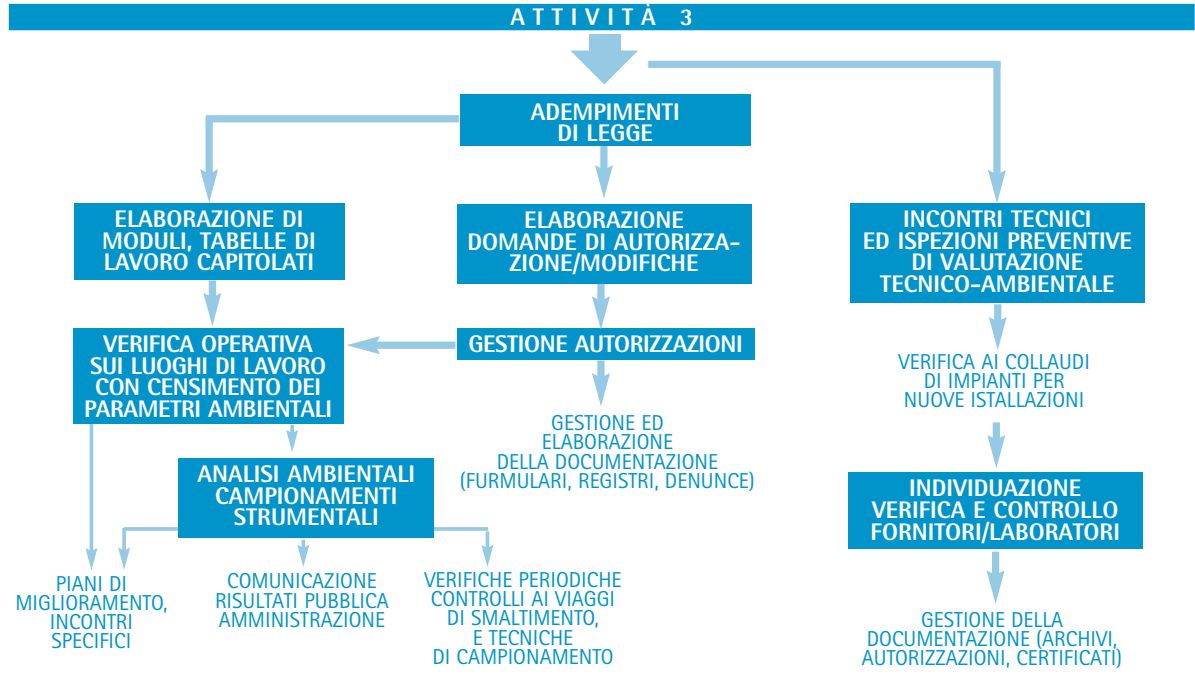 ATTIVITÀ 3
ADEMPIMENTI
DI LEGGE
ELABORAZIONE DI
MODULI, TABELLE DI
LAVORO CAPITOLATI
ELABORAZIONE
DOMANDE DI AUTORIZZA-
ZIONE/MODIFICHE
INCONTRI TECNICI
ED ISPEZIONI PREVENTIVE
DI VALUTAZIONE
TECNICO-AMBIENTALE
VERIFICA OPERATIVA
SUI LUOGHI DI LAVORO
CON CENSIMENTO DEI
PARAMETRI AMBIENTALI
GESTIONE AUTORIZZAZIONI
VERIFICA AI COLLAUDI
DI IMPIANTI PER
NUOVE ISTALLAZIONI
GESTIONE ED
ELABORAZIONE
DELLA DOCUMENTAZIONE
(FURMULARI, REGISTRI, DENUNCE)
ANALISI AMBIENTALI
CAMPIONAMENTI
STRUMENTALI
INDIVIDUAZIONE
VERIFICA E CONTROLLO
FORNITORI/LABORATORI
PIANI DI
MIGLIORAMENTO,
INCONTRI
SPECIFICI
COMUNICAZIONE
RISULTATI PUBBLICA
AMMINISTRAZIONE
VERIFICHE PERIODICHE
CONTROLLI AI VIAGGI
DI SMALTIMENTO,
E TECNICHE
DI CAMPIONAMENTO
GESTIONE DELLA
DOCUMENTAZIONE (ARCHIVI,
AUTORIZZAZIONI, CERTIFICATI)